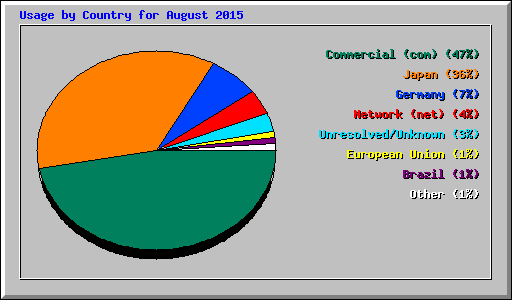 Usage by Country for August 2015
Commercial (com) (47%)
Japan (36%)
Germany (7%)
Network (net) (4%)
Unresolved/Unknown (3%)
European Union (1%)
Brazil (1%)
Other (1%)